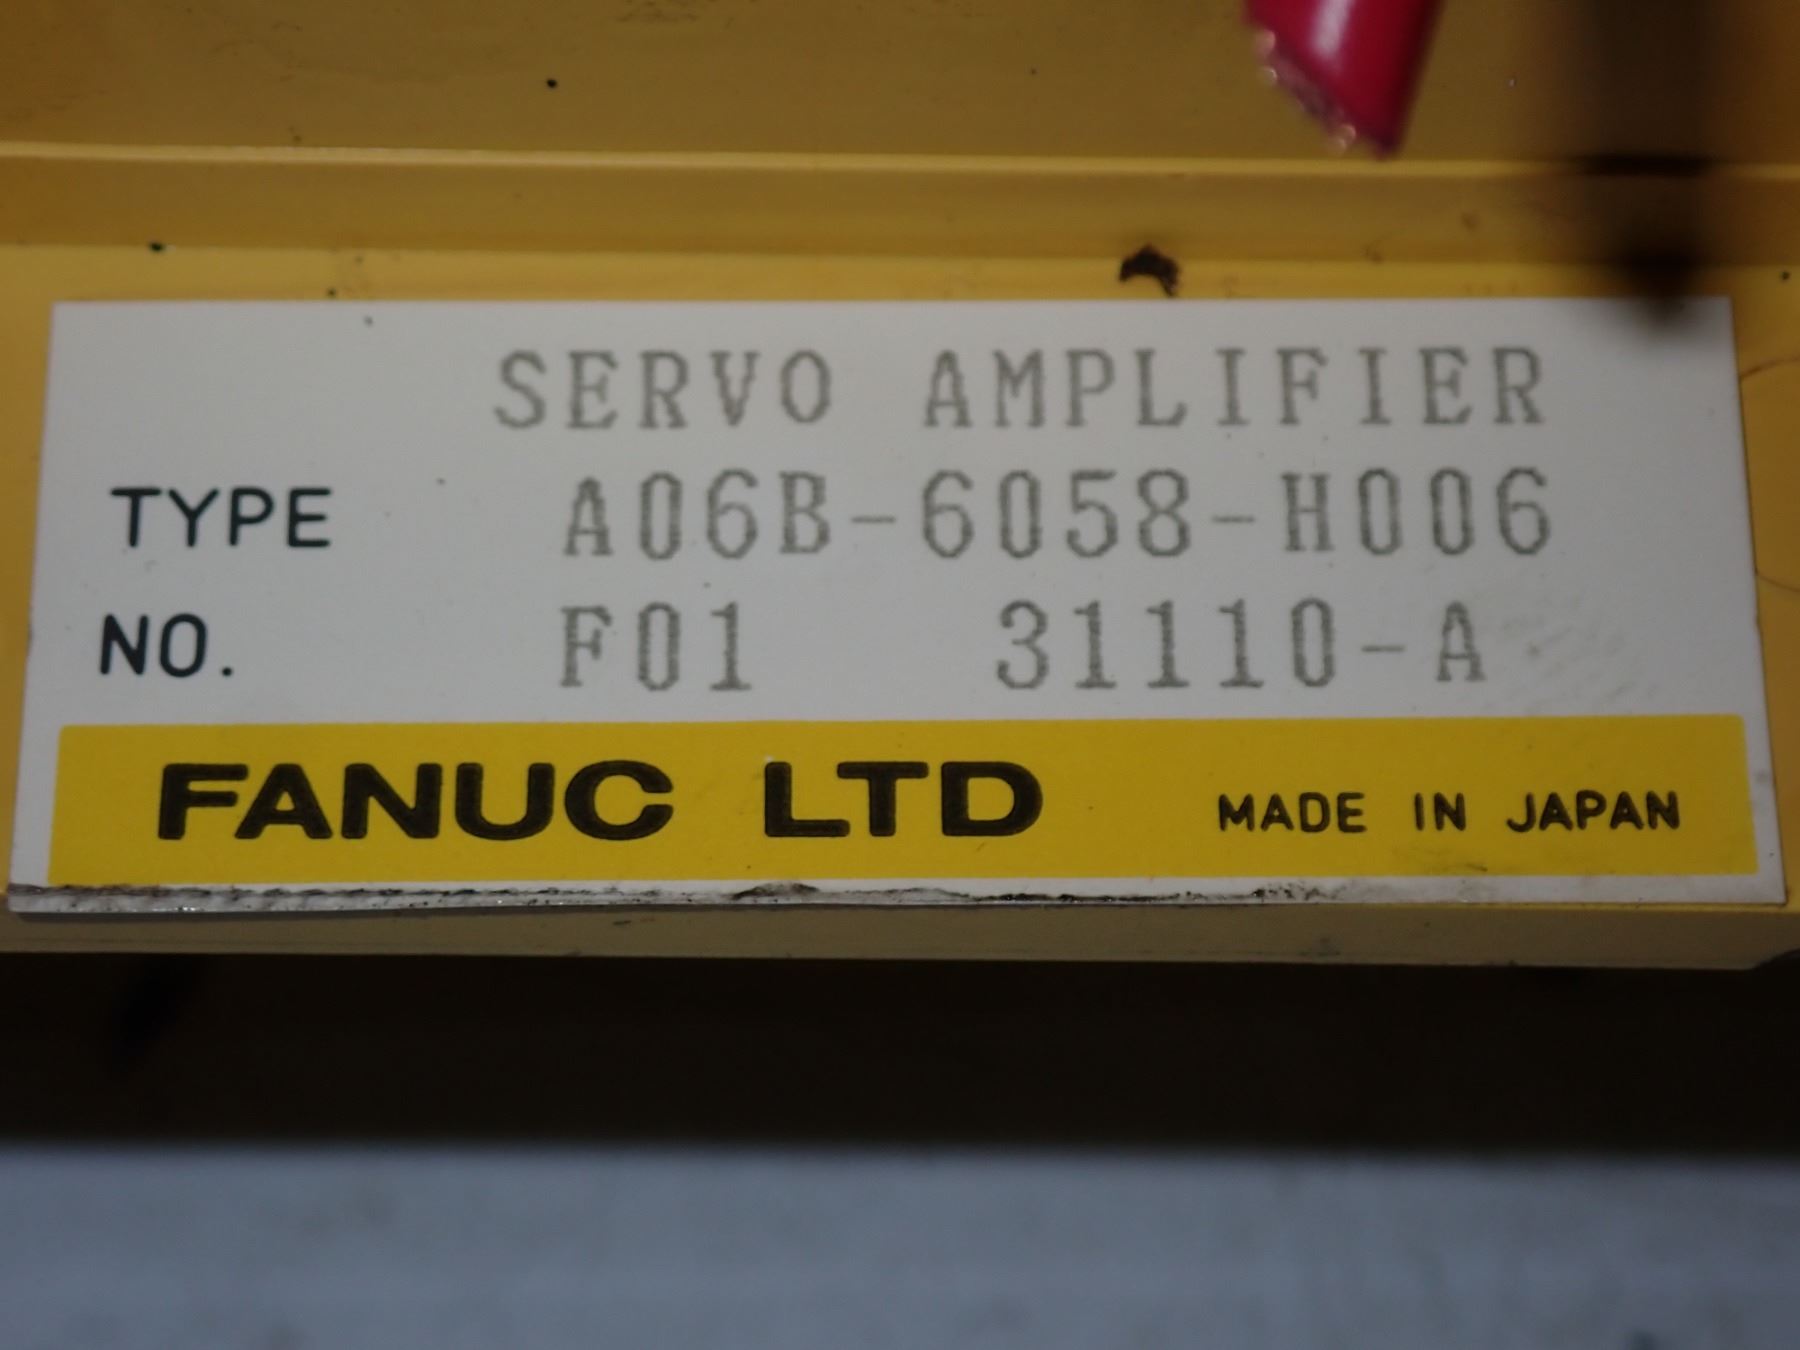 SERVO AMPLIFIER
TYPE A06B-6058-H006
NO. F01 31110-A
FANUC LTD MADE IN JAPAN